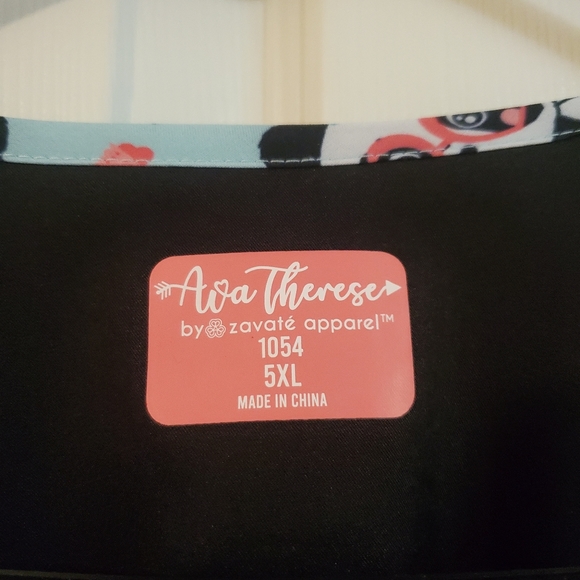 Ava Therese
by zavaté apparel™
1054
5XL
MADE IN CHINA